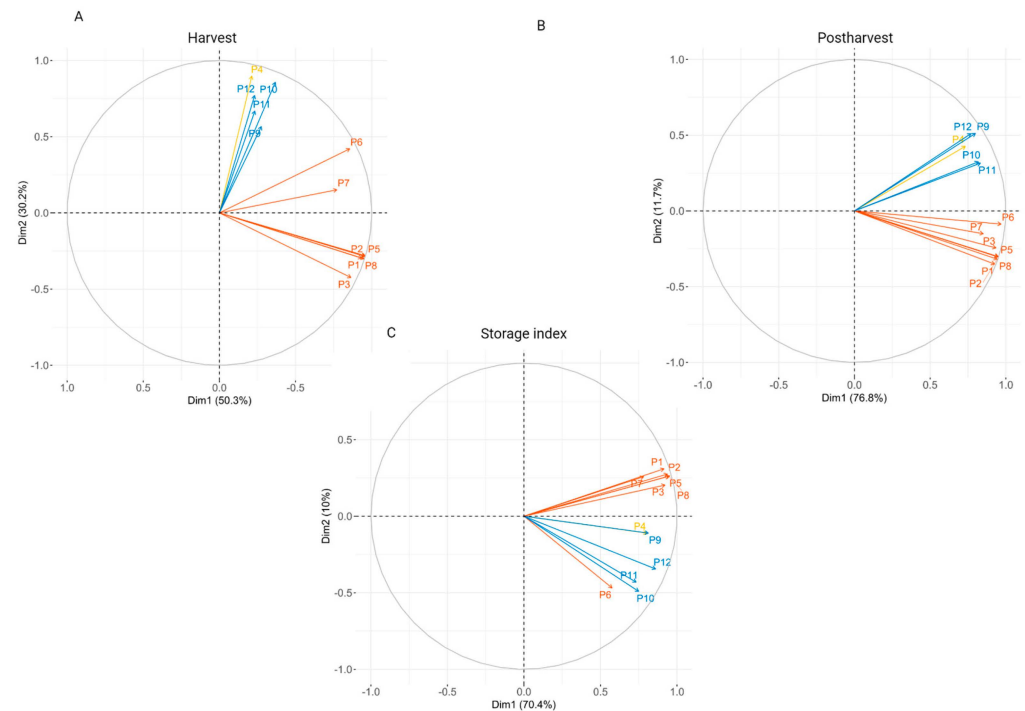 A
Harvest
1.0
0.5
0.0
-0.5
-1.0
Dim2 (30.2%)
P4
P12 P10
P11
P9
P6
P7
P2 P5
P1 P8
P3
1.0 0.5 0.0 -0.5
Dim1 (50.3%)
B
Postharvest
1.0
0.5
0.0
-0.5
-1.0
Dim2 (11.7%)
P12 P9
P4
P10
P11
P6
P7
P3
P5
P1 P8
P2
-1.0 -0.5 0.0 0.5 1.0
Dim1 (76.8%)
C
Storage index
0.5
0.0
-0.5
-1.0
Dim2 (10%)
P1 P2
P7 P5
P3 P8
P4
P9
P12
P11
P6 P10
-1.0 -0.5 0.0 0.5 1.0
Dim1 (70.4%)